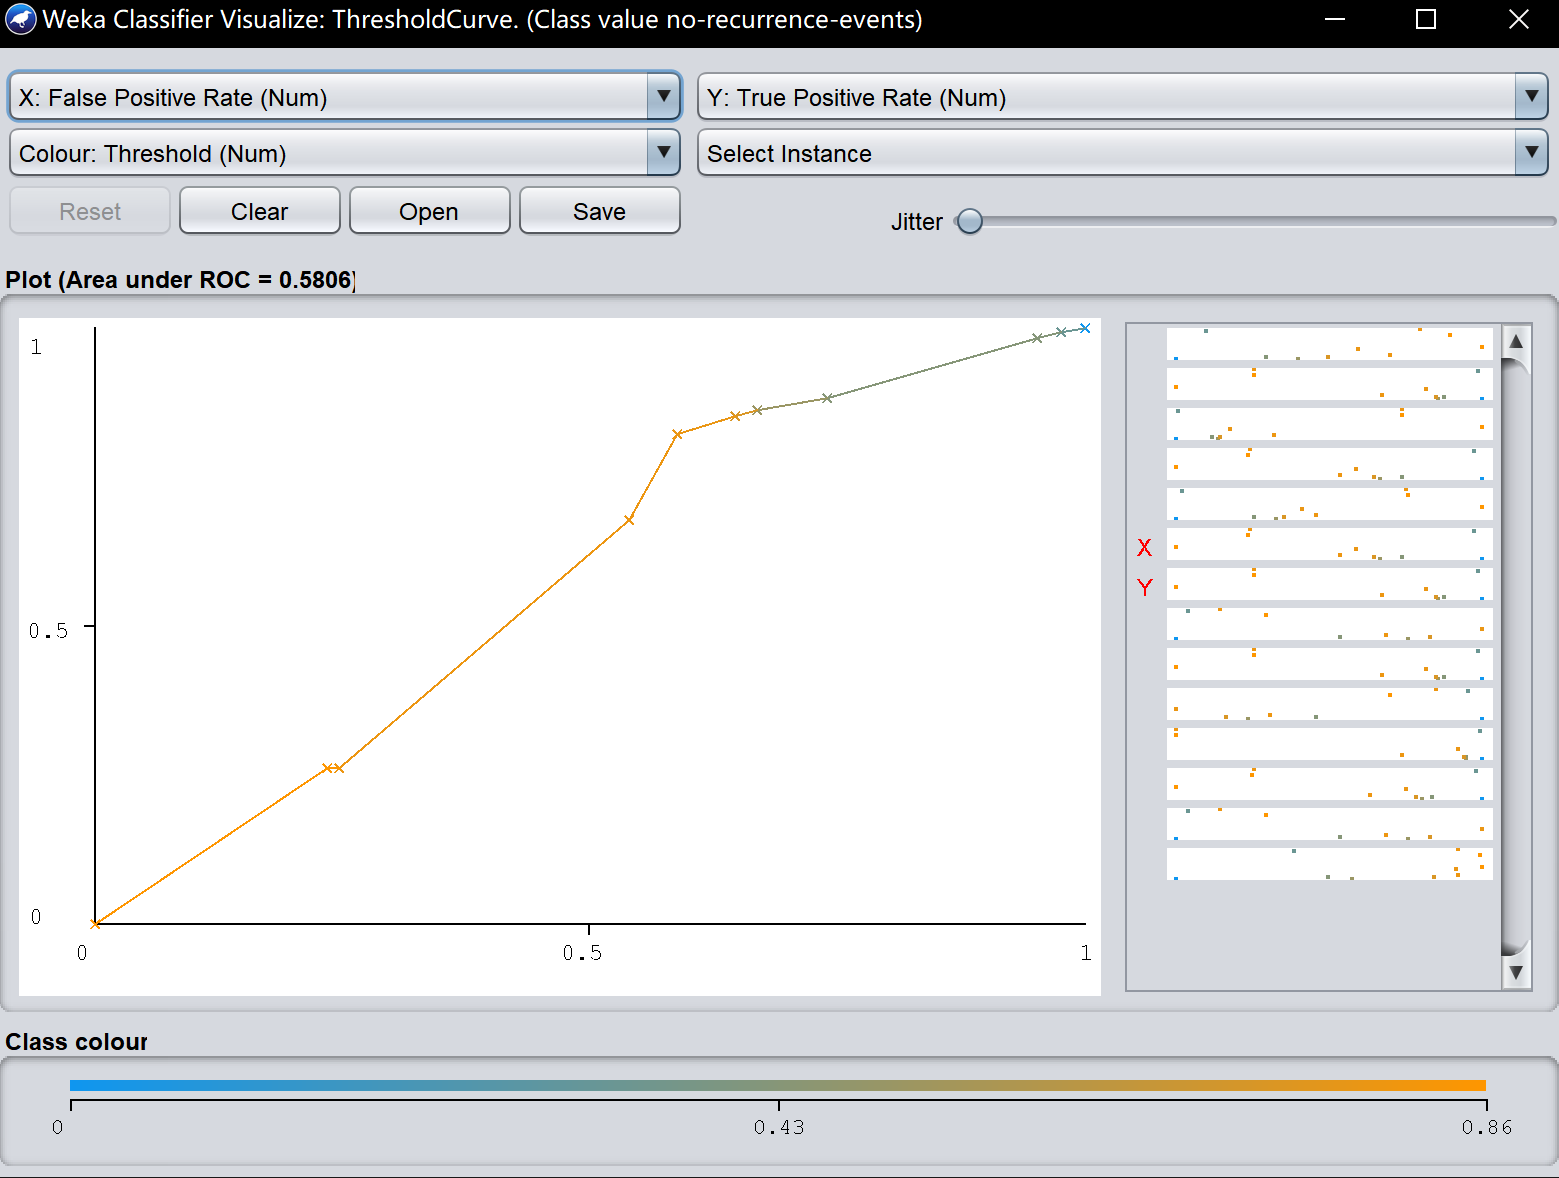 Weka Classifier Visualize: ThresholdCurve. (Class value no-recurrence-events)
X: False Positive Rate (Num)
Y: True Positive Rate (Num)
Colour: Threshold (Num)
Select Instance
Reset
Clear
Open
Save
Jitter
Plot (Area under ROC = 0.5806)
1
0.5
0
0
0.5
1
X
Y
Class colour
0
0.43
0.86